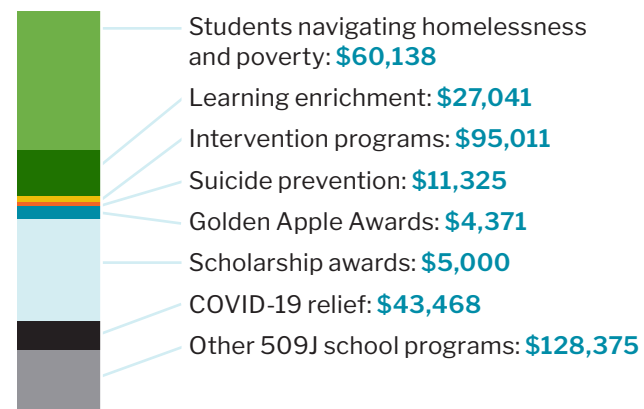 Students navigating homelessness
and poverty: $60,138
Learning enrichment: $27,041
Intervention programs: $95,011
Suicide prevention: $11,325
Golden Apple Awards: $4,371
Scholarship awards: $5,000
COVID-19 relief: $43,468
Other 509J school programs: $128,375